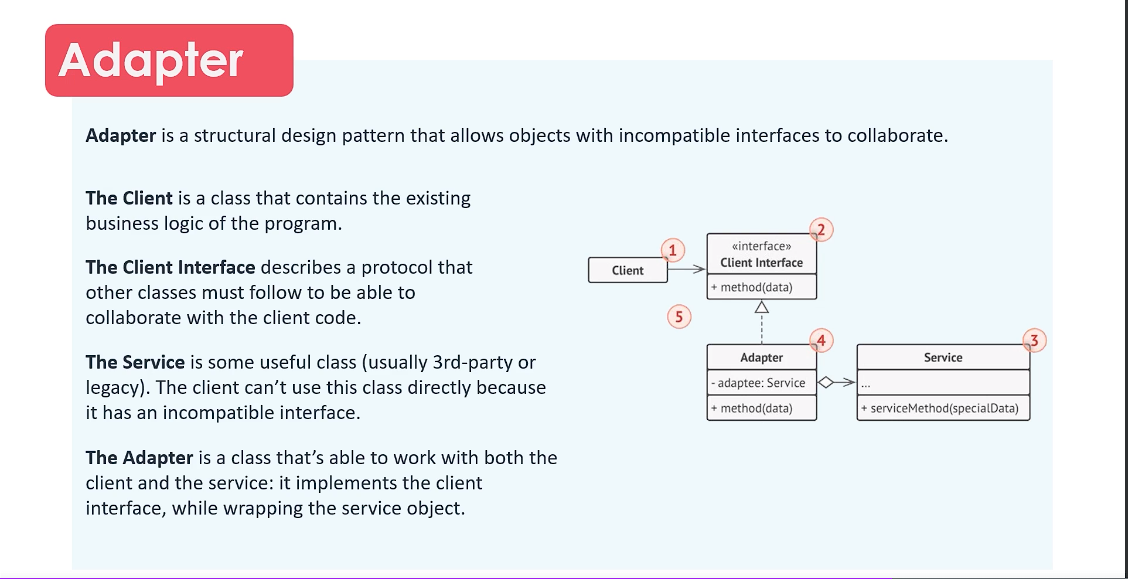 Adapter
Adapter is a structural design pattern that allows objects with incompatible interfaces to collaborate.
The Client is a class that contains the existing
business logic of the program.
The Client Interface describes a protocol that
other classes must follow to be able to
collaborate with the client code.
The Service is some useful class (usually 3rd-party or
legacy). The client can’t use this class directly because
it has an incompatible interface.
The Adapter is a class that’s able to work with both the
client and the service: it implements the client
interface, while wrapping the service object.
1
Client
2
«interface»
Client Interface
+ method(data)
5
4
Adapter
- adaptee: Service
+ method(data)
3
Service
...
+ serviceMethod(specialData)